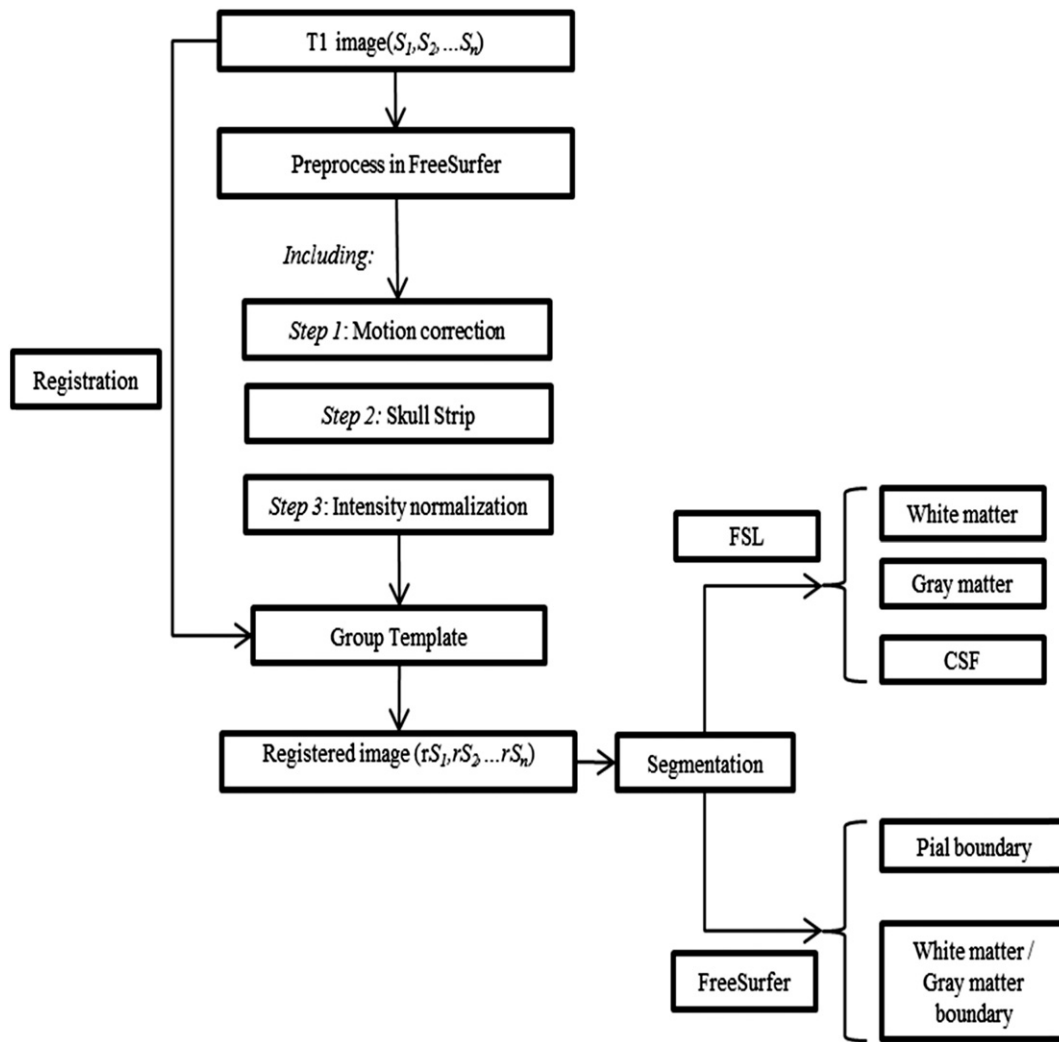 T1 image(S1,S2,...Sn)
Preprocess in FreeSurfer
Including:
Step 1: Motion correction
Registration
Step 2: Skull Strip
Step 3: Intensity normalization
Group Template
Registered image (rS1,rS2,...rSn)
Segmentation
FSL
White matter
Gray matter
CSF
FreeSurfer
Pial boundary
White matter /
Gray matter
boundary